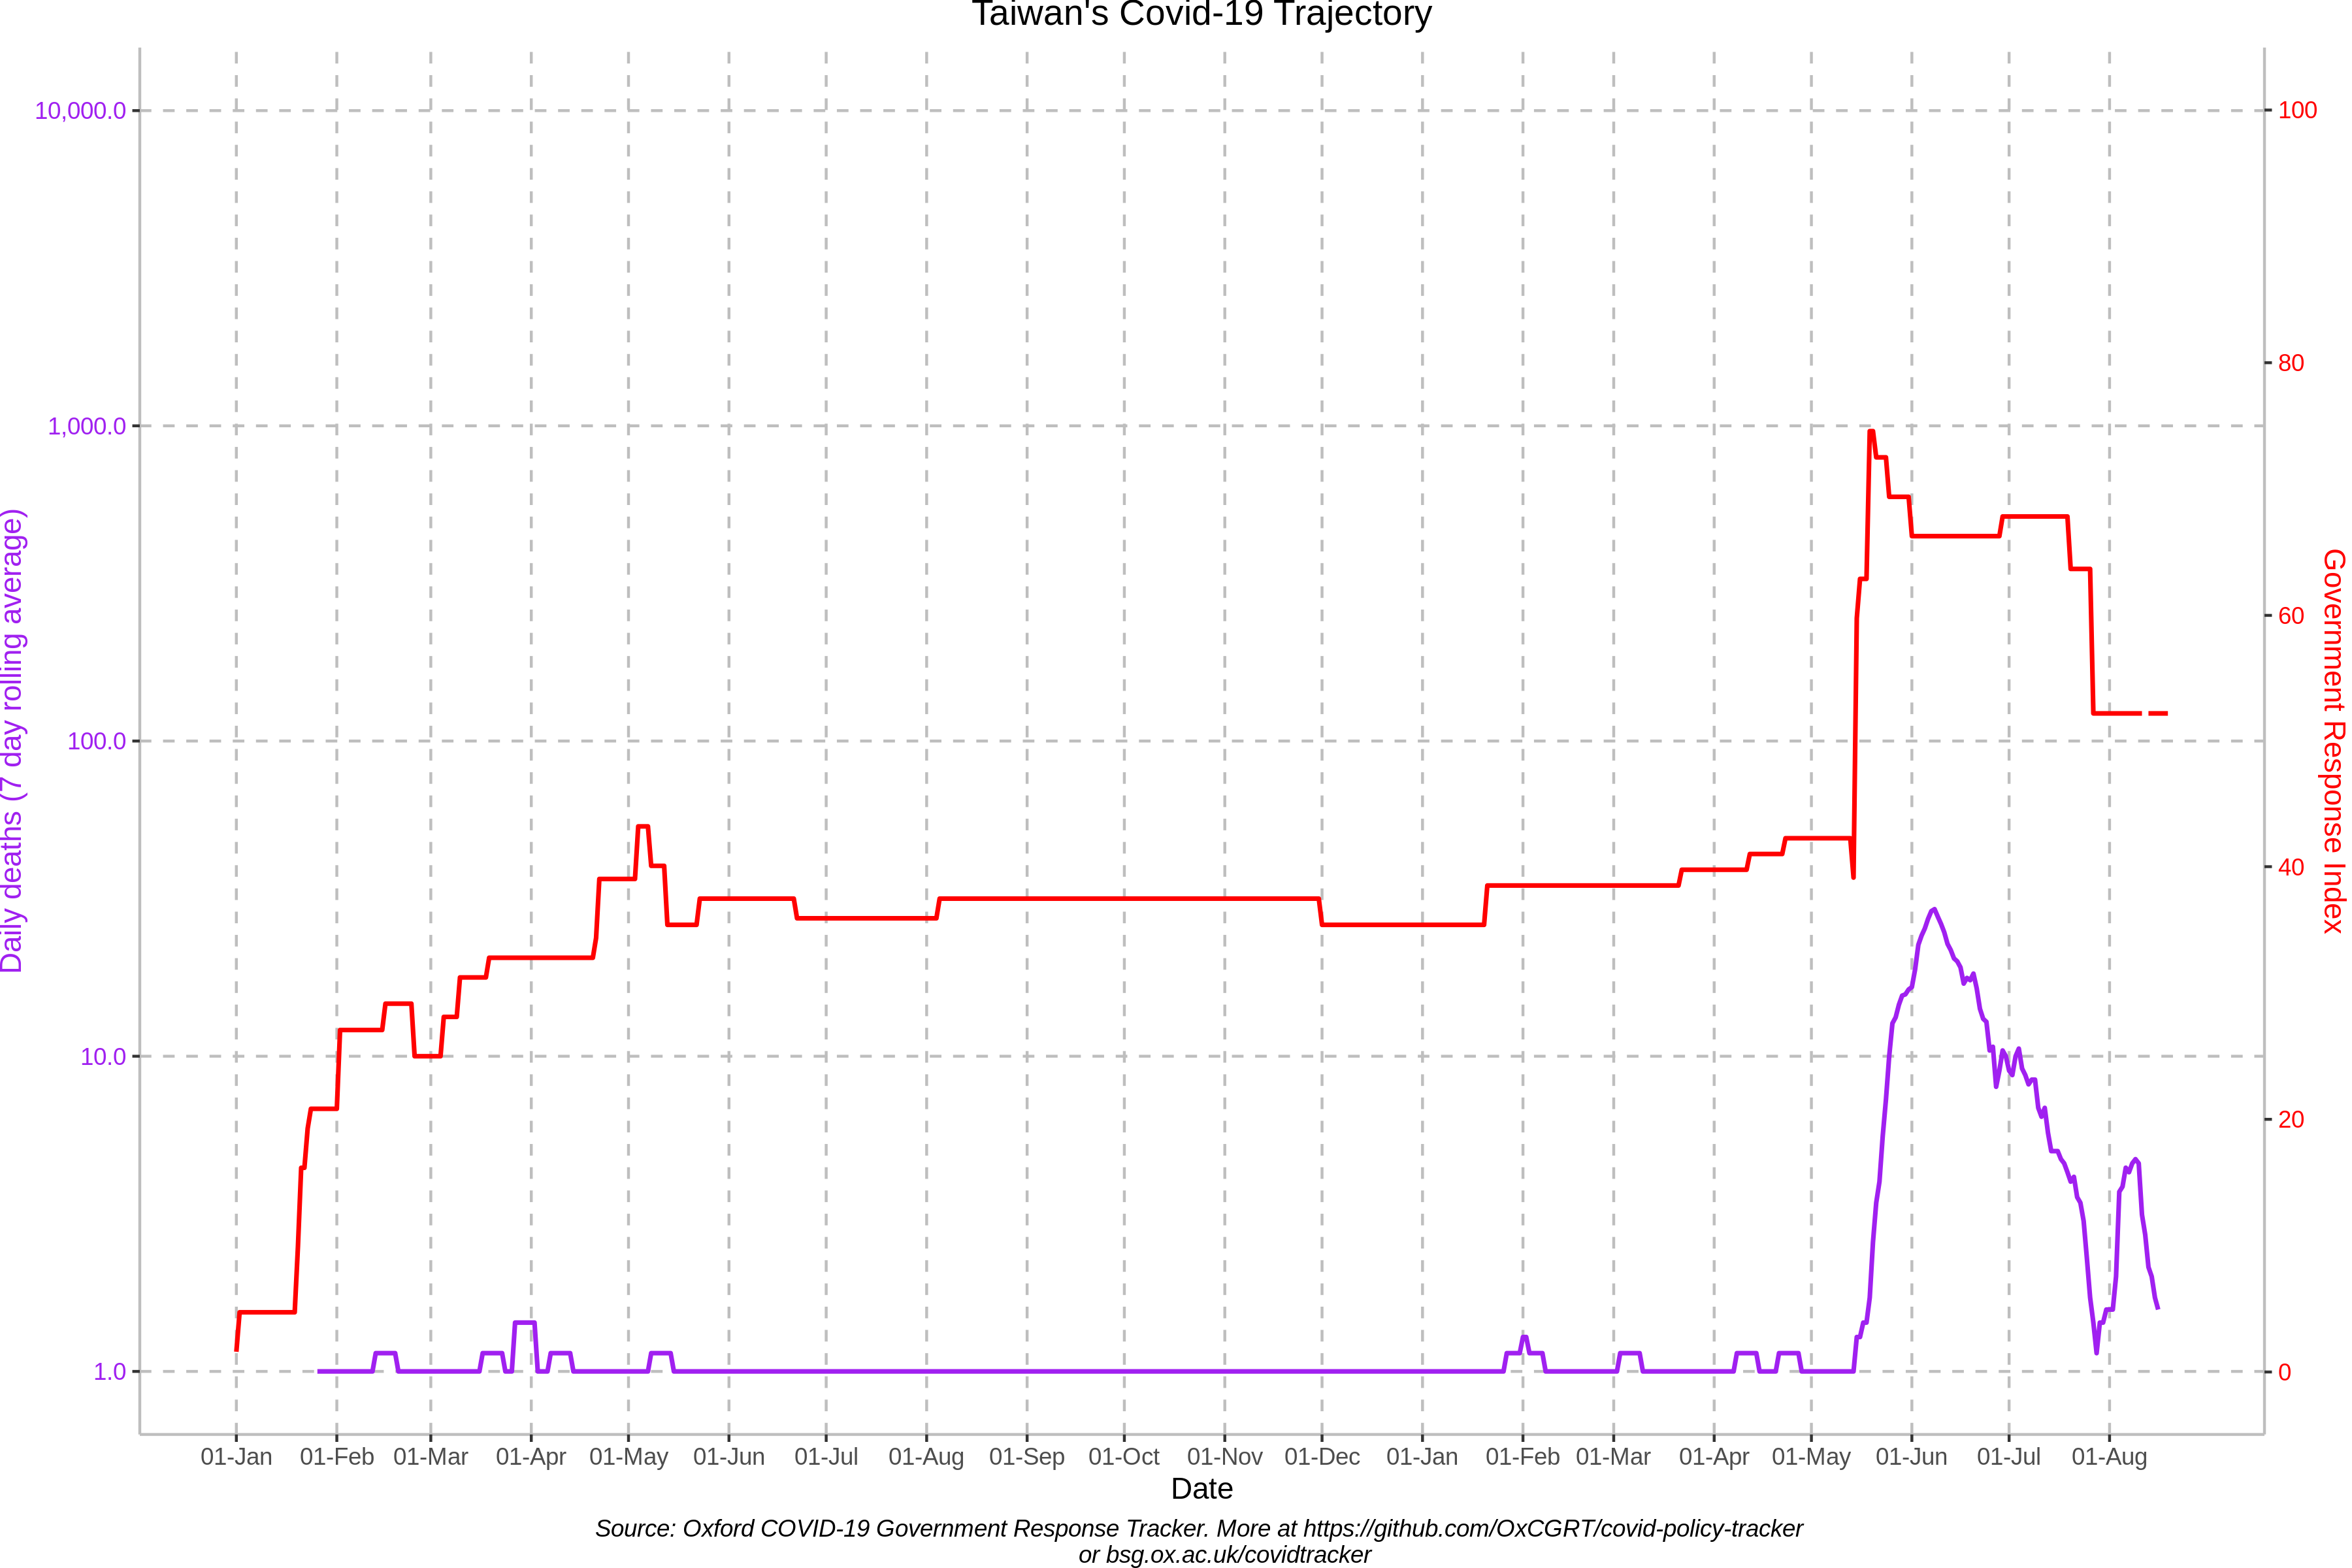 Taiwan's Covid-19 Trajectory
Daily deaths (7 day rolling average)
10,000.0
1,000.0
100.0
10.0
1.0
100
80
60
40
20
0
Government Response Index
01-Jan 01-Feb 01-Mar 01-Apr 01-May 01-Jun 01-Jul 01-Aug 01-Sep 01-Oct 01-Nov 01-Dec 01-Jan 01-Feb 01-Mar 01-Apr 01-May 01-Jun 01-Jul 01-Aug
Date
Source: Oxford COVID-19 Government Response Tracker. More at https://github.com/OxCGRT/covid-policy-tracker
or bsg.ox.ac.uk/covidtracker